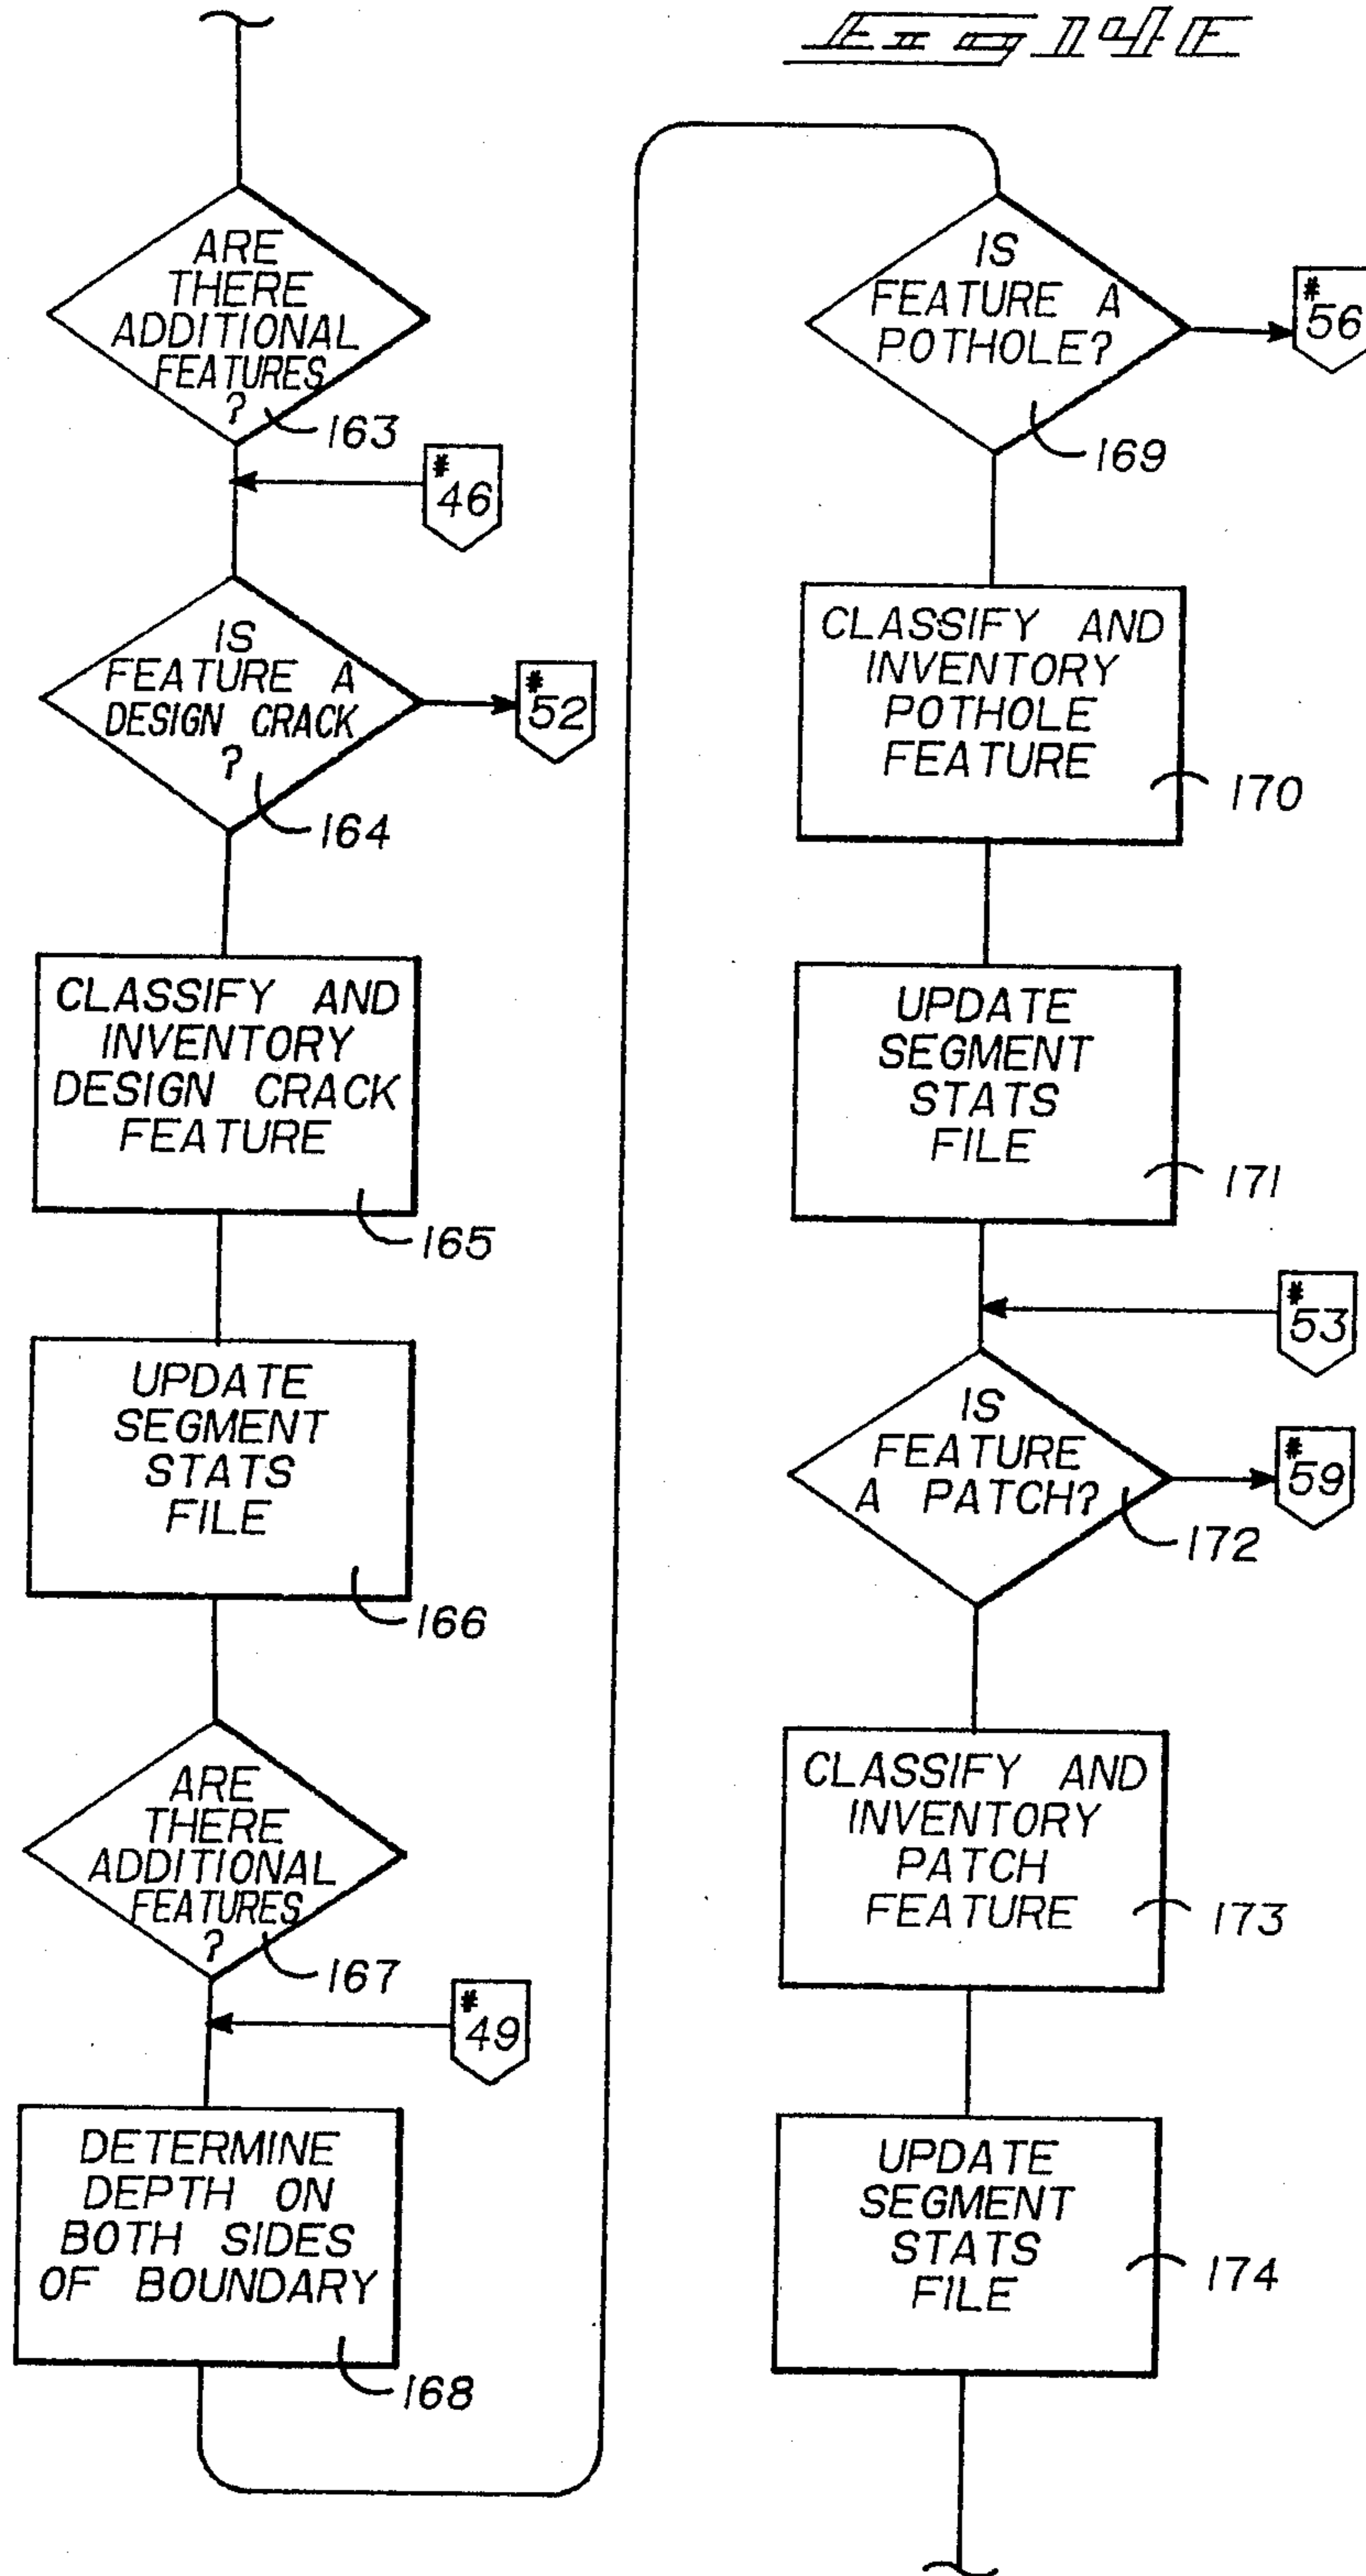 Fig 14E
ARE
THERE
ADDITIONAL
FEATURES
?
163
#
46
IS
FEATURE A
DESIGN CRACK
?
164
#
52
CLASSIFY AND
INVENTORY
DESIGN CRACK
FEATURE
165
UPDATE
SEGMENT
STATS
FILE
166
ARE
THERE
ADDITIONAL
FEATURES
?
167
#
49
DETERMINE
DEPTH ON
BOTH SIDES
OF BOUNDARY
168
IS
FEATURE A
POTHOLE?
169
#
56
CLASSIFY AND
INVENTORY
POTHOLE
FEATURE
170
UPDATE
SEGMENT
STATS
FILE
171
#
53
IS
FEATURE
A PATCH?
172
#
59
CLASSIFY AND
INVENTORY
PATCH
FEATURE
173
UPDATE
SEGMENT
STATS
FILE
174